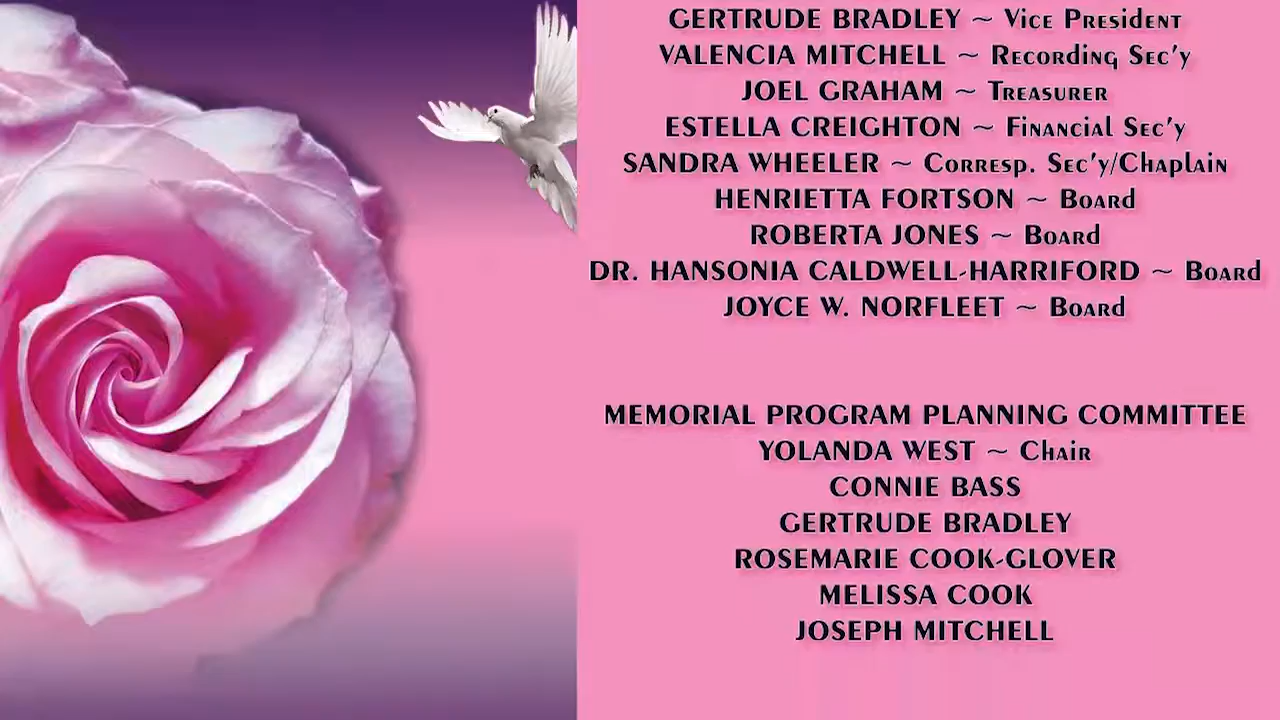 GERTRUDE BRADLEY ~ Vice President
VALENCIA MITCHELL ~ Recording Sec'y
JOEL GRAHAM ~ Treasurer
ESTELLA CREIGHTON ~ Financial Sec'y
SANDRA WHEELER ~ Corresp. Sec'y/Chaplain
HENRIETTA FORTSON ~ Board
ROBERTA JONES ~ Board
DR. HANSONIA CALDWELL-HARRIFORD ~ Board
JOYCE W. NORFLEET ~ Board
MEMORIAL PROGRAM PLANNING COMMITTEE
YOLANDA WEST ~ Chair
CONNIE BASS
GERTRUDE BRADLEY
ROSEMARIE COOK-GLOVER
MELISSA COOK
JOSEPH MITCHELL